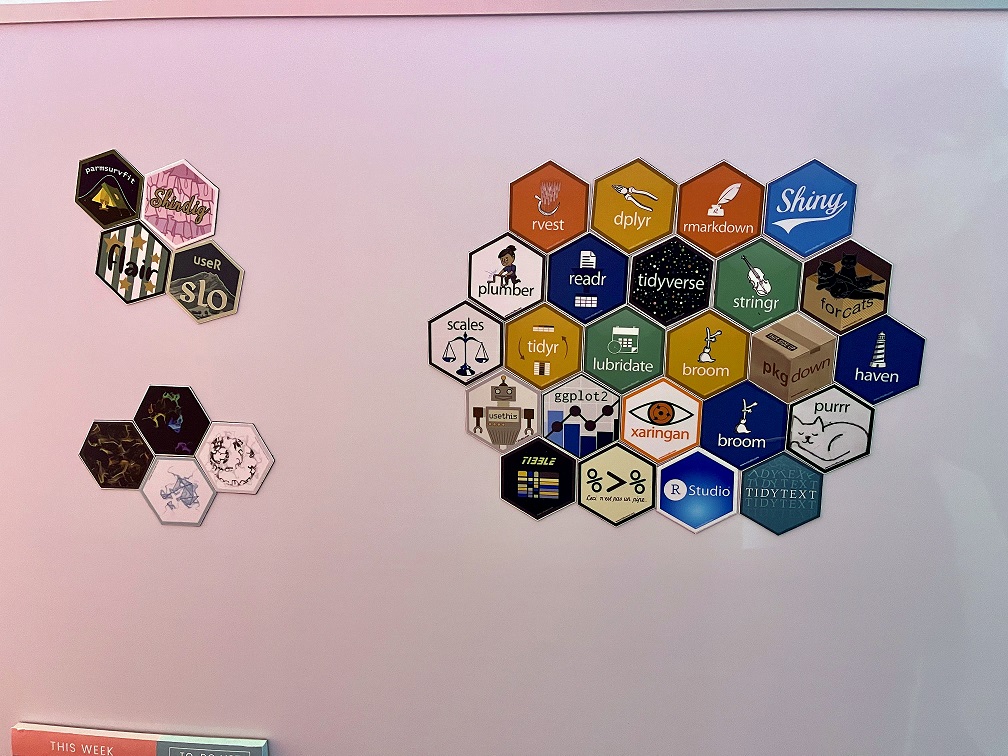 parmsurvfit
Shindig
flair
useR
slo
rvest
dplyr
rmarkdown
Shiny
plumber
readr
tidyverse
stringr
forcats
scales
tidyr
lubridate
broom
pkgdown
haven
usethis
ggplot2
xaringan
broom
purrr
TIBBLE
%>%
Ceci n'est pas un pipe.
R Studio
TIDYTEXT
THIS WEEK